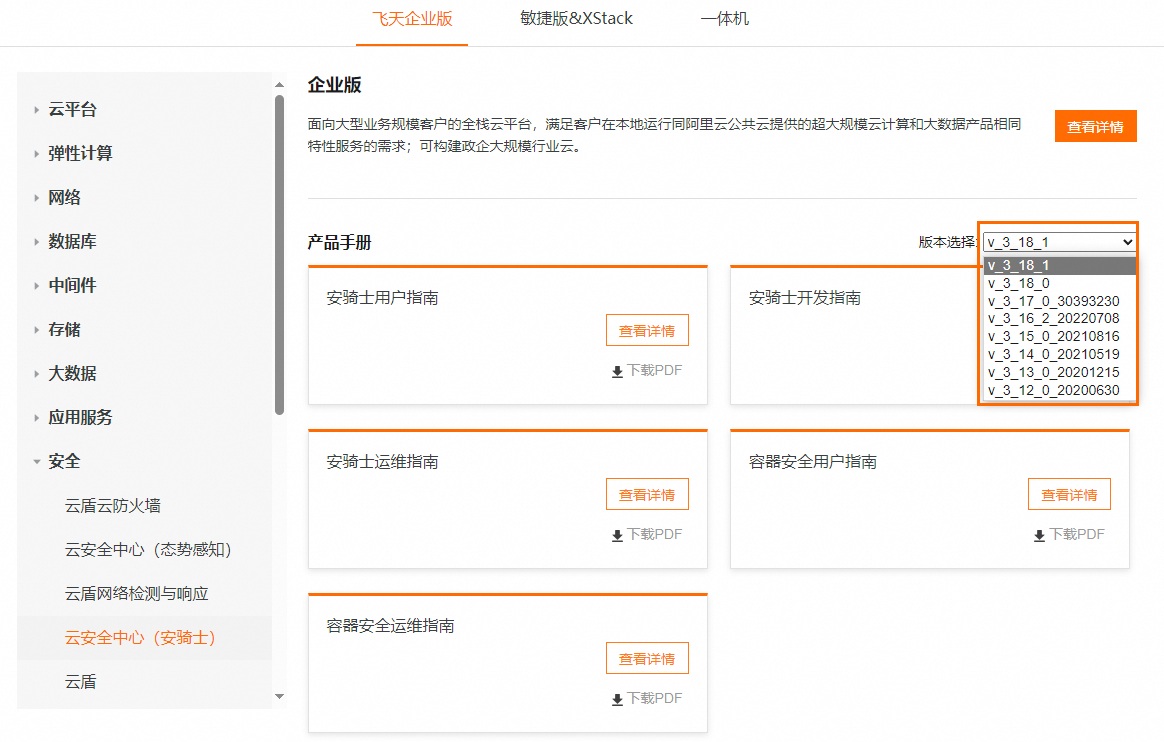 飞天企业版 敏捷版&XStack 一体机
云平台
弹性计算
网络
数据库
中间件
存储
大数据
应用服务
安全
云盾云防火墙
云安全中心（态势感知）
云盾网络检测与响应
云安全中心（安骑士）
云盾
企业版
面向大型业务规模客户的全栈云平台，满足客户在本地运行同阿里云公共云提供的超大规模云计算和大数据产品相同
特性服务的需求；可构建政企大规模行业云。
查看详情
产品手册
版本选择: v_3_18_1
v_3_18_1
v_3_18_0
v_3_17_0_30393230
v_3_16_2_20220708
v_3_15_0_20210816
v_3_14_0_20210519
v_3_13_0_20201215
v_3_12_0_20200630
安骑士用户指南
查看详情
下载PDF
安骑士开发指南
安骑士运维指南
查看详情
下载PDF
容器安全用户指南
查看详情
下载PDF
容器安全运维指南
查看详情
下载PDF